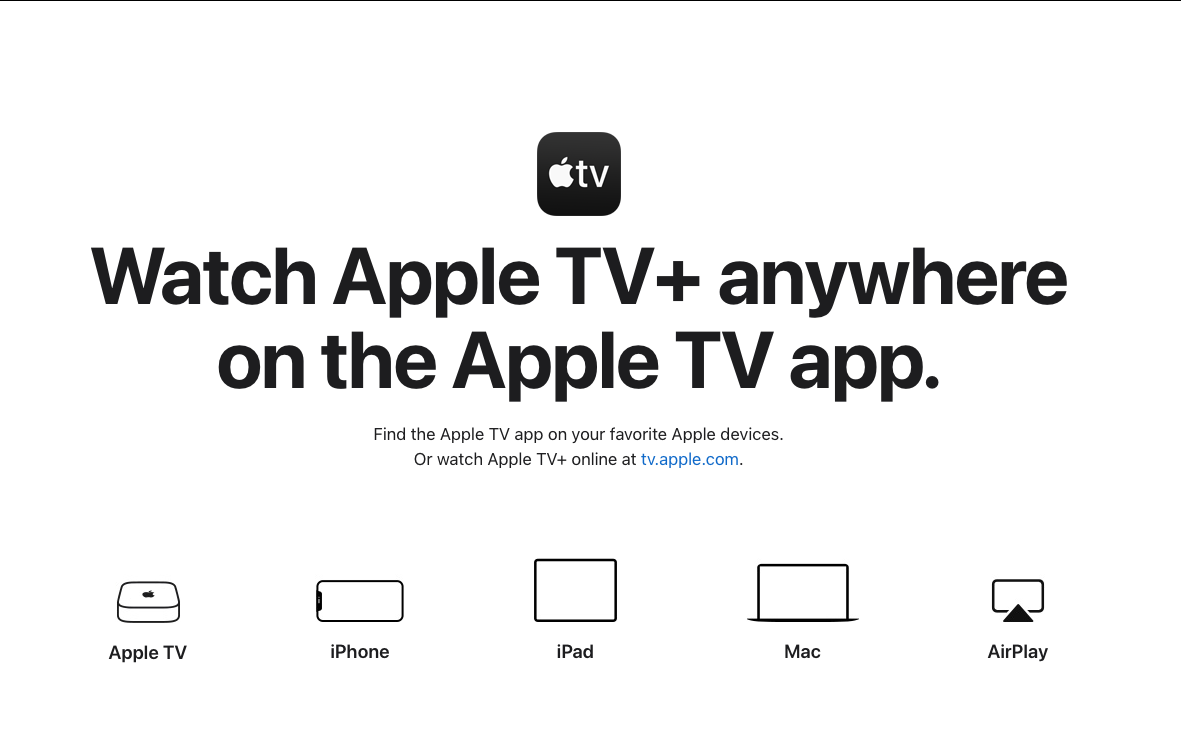 tv
Watch Apple TV+ anywhere
on the Apple TV app.
Find the Apple TV app on your favorite Apple devices.
Or watch Apple TV+ online at tv.apple.com.
Apple TV
iPhone
iPad
Mac
AirPlay